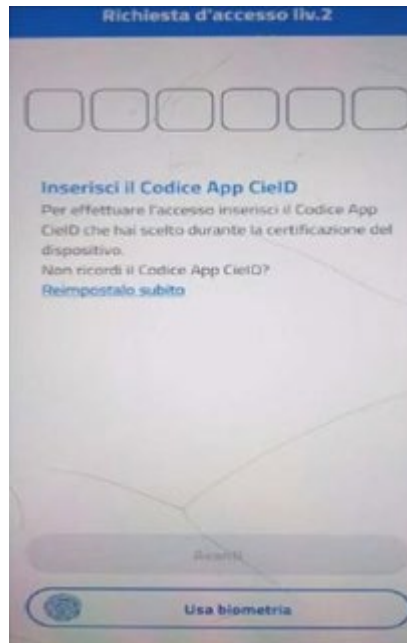 Richiesta d'accesso liv.2
Inserisci il Codice App CieID
Per effettuare l'accesso inserisci il Codice App
CieID che hai scelto durante la certificazione del
dispositivo.
Non ricordi il Codice App CieID?
Reimpostalo subito
Avanti
Usa biometria